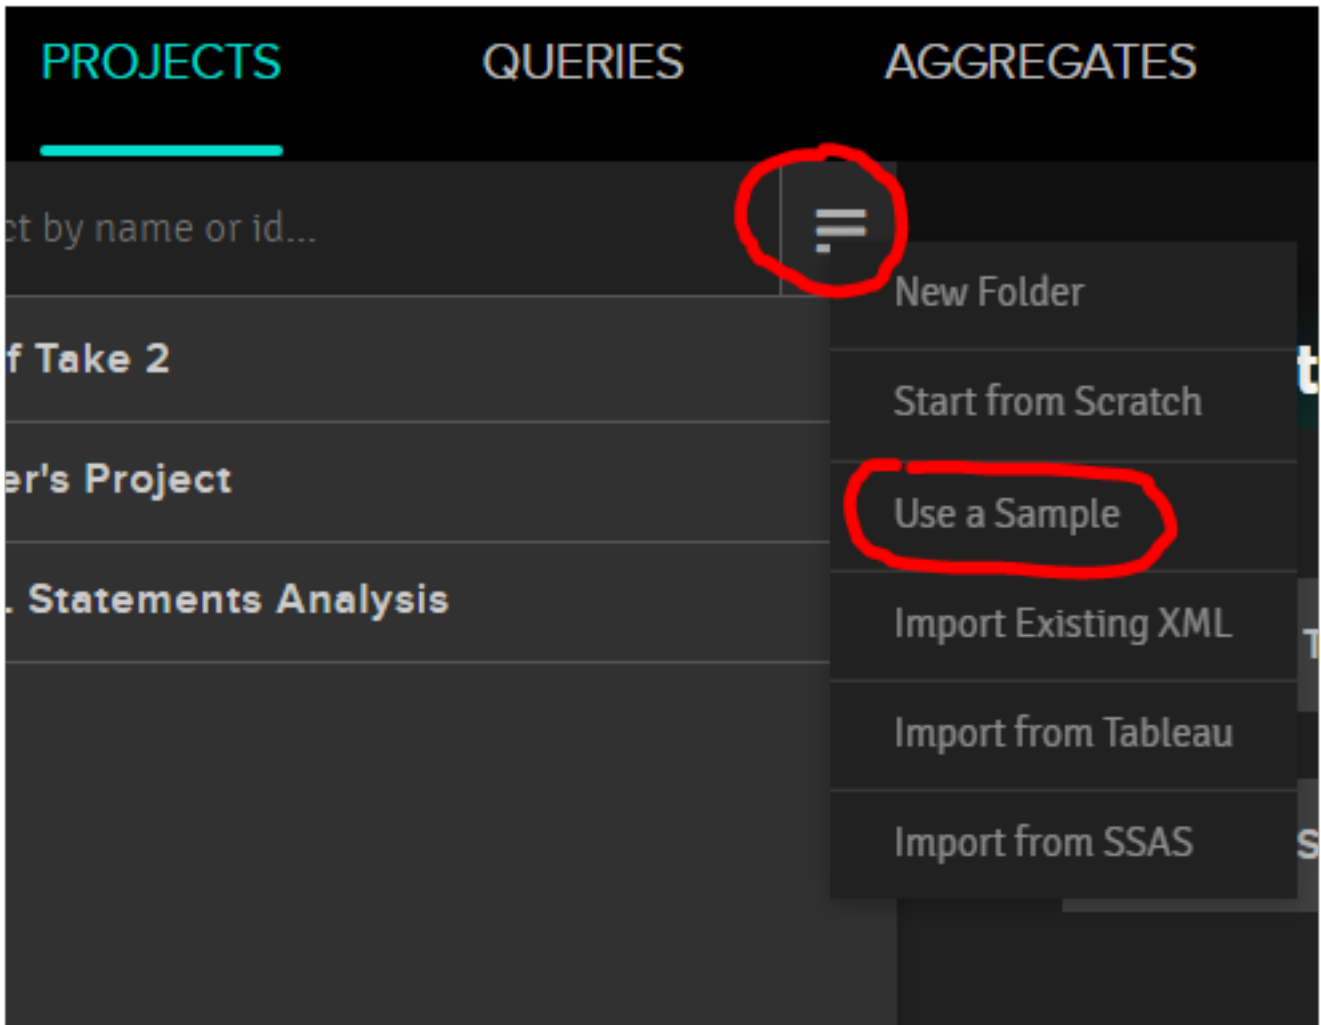 PROJECTS QUERIES AGGREGATES
ct by name or id...
New Folder
f Take 2
Start from Scratch
er's Project
Use a Sample
. Statements Analysis
Import Existing XML
Import from Tableau
Import from SSAS